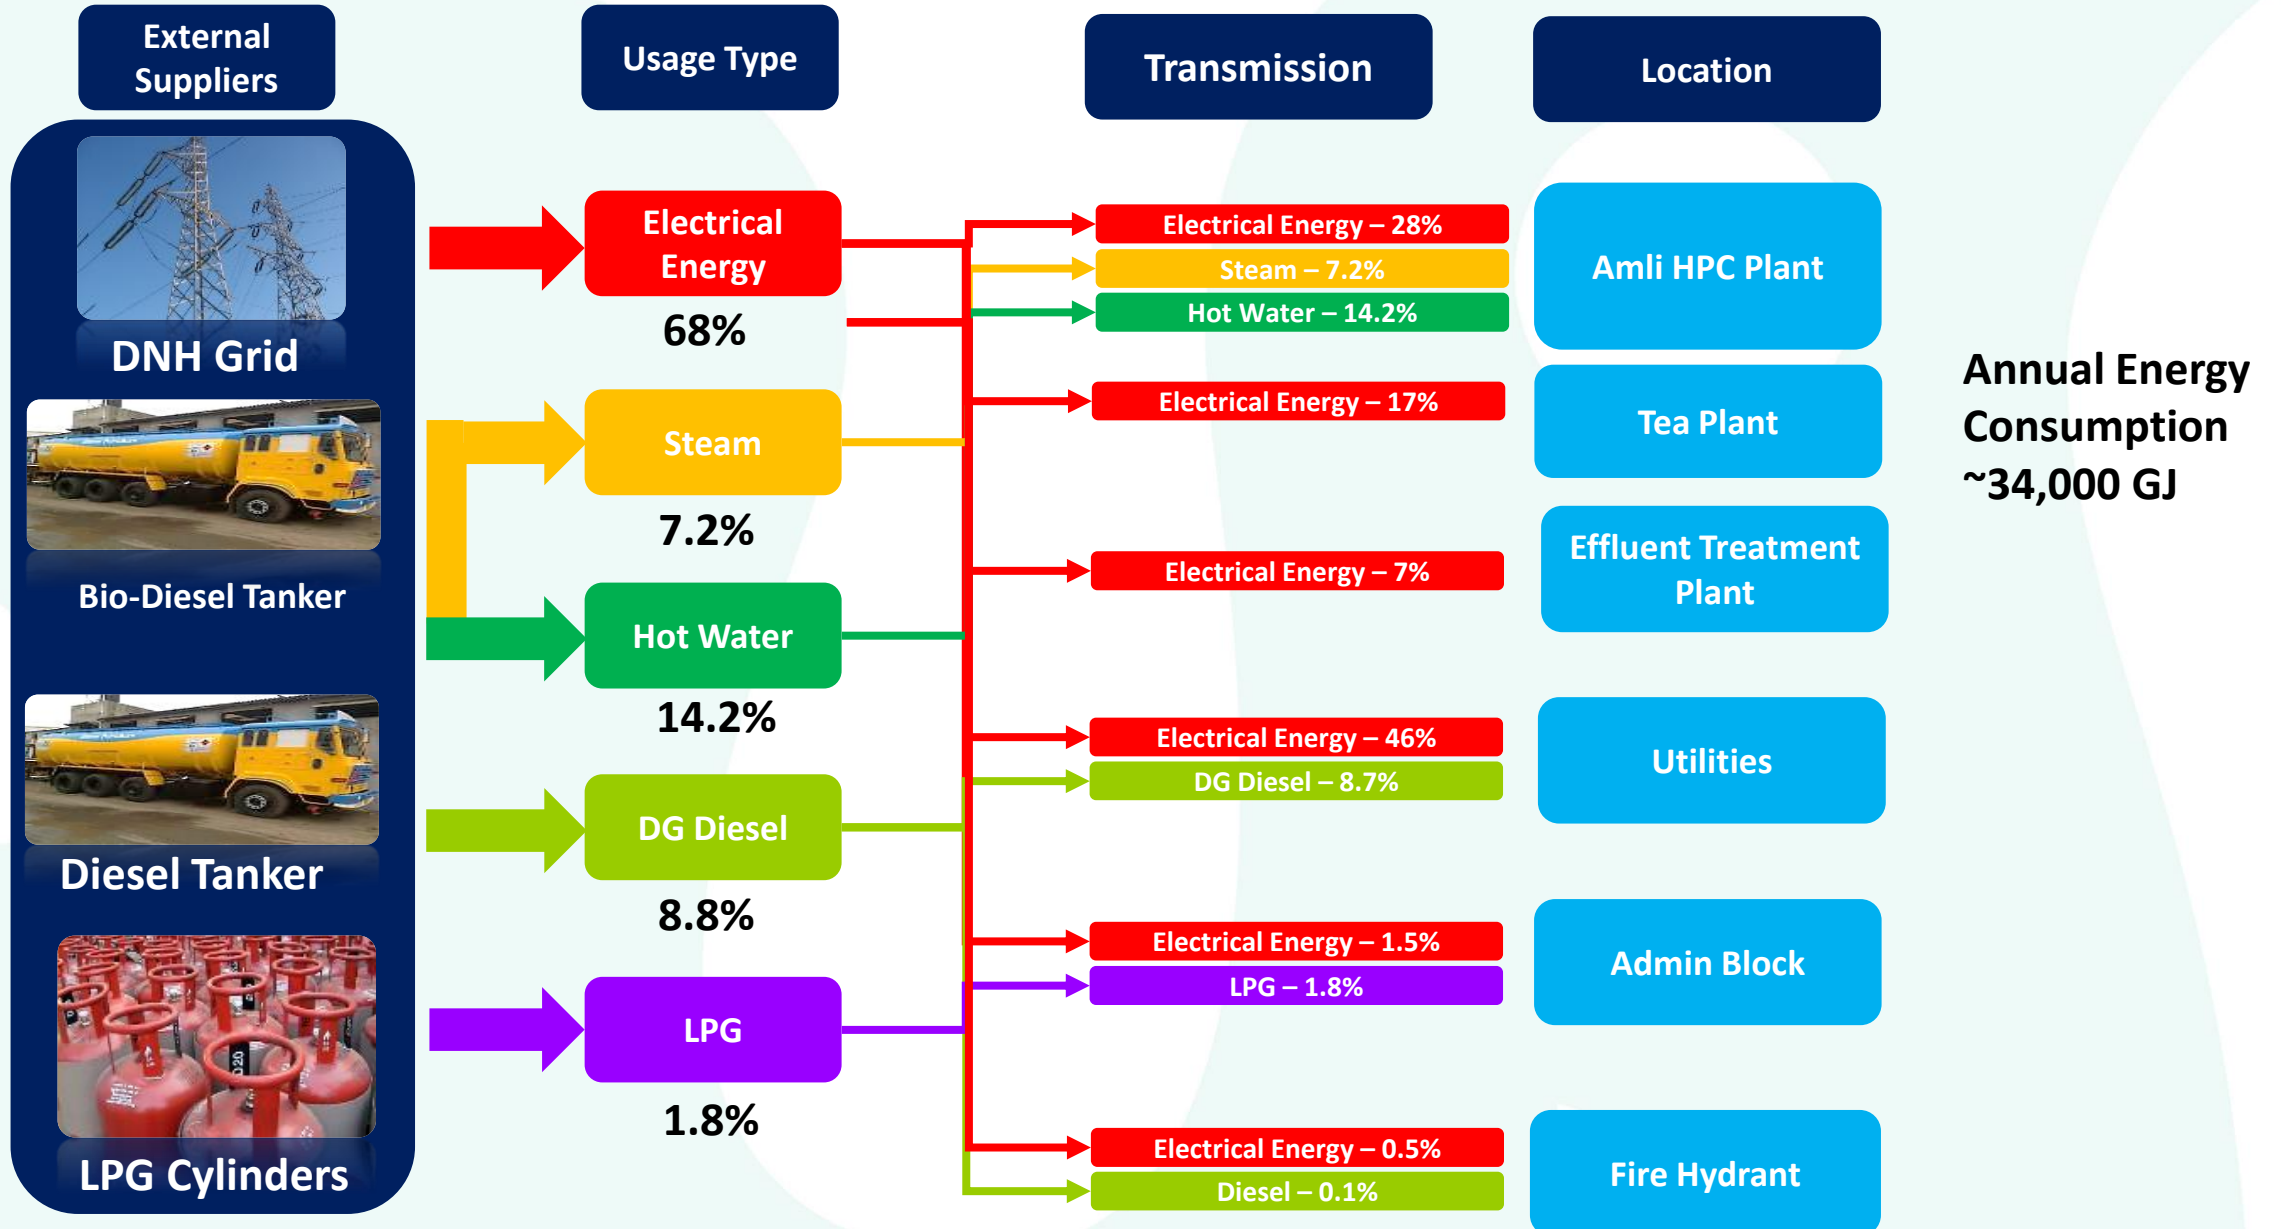 External
Suppliers
Usage Type
Transmission
Location
DNH Grid
Bio-Diesel Tanker
Diesel Tanker
LPG Cylinders
Electrical
Energy
68%
Steam
7.2%
Hot Water
14.2%
DG Diesel
8.8%
LPG
1.8%
Electrical Energy – 28%
Steam – 7.2%
Hot Water – 14.2%
Electrical Energy – 17%
Electrical Energy – 7%
Electrical Energy – 46%
DG Diesel – 8.7%
Electrical Energy – 1.5%
LPG – 1.8%
Electrical Energy – 0.5%
Diesel – 0.1%
Amli HPC Plant
Tea Plant
Effluent Treatment
Plant
Utilities
Admin Block
Fire Hydrant
Annual Energy
Consumption
~34,000 GJ